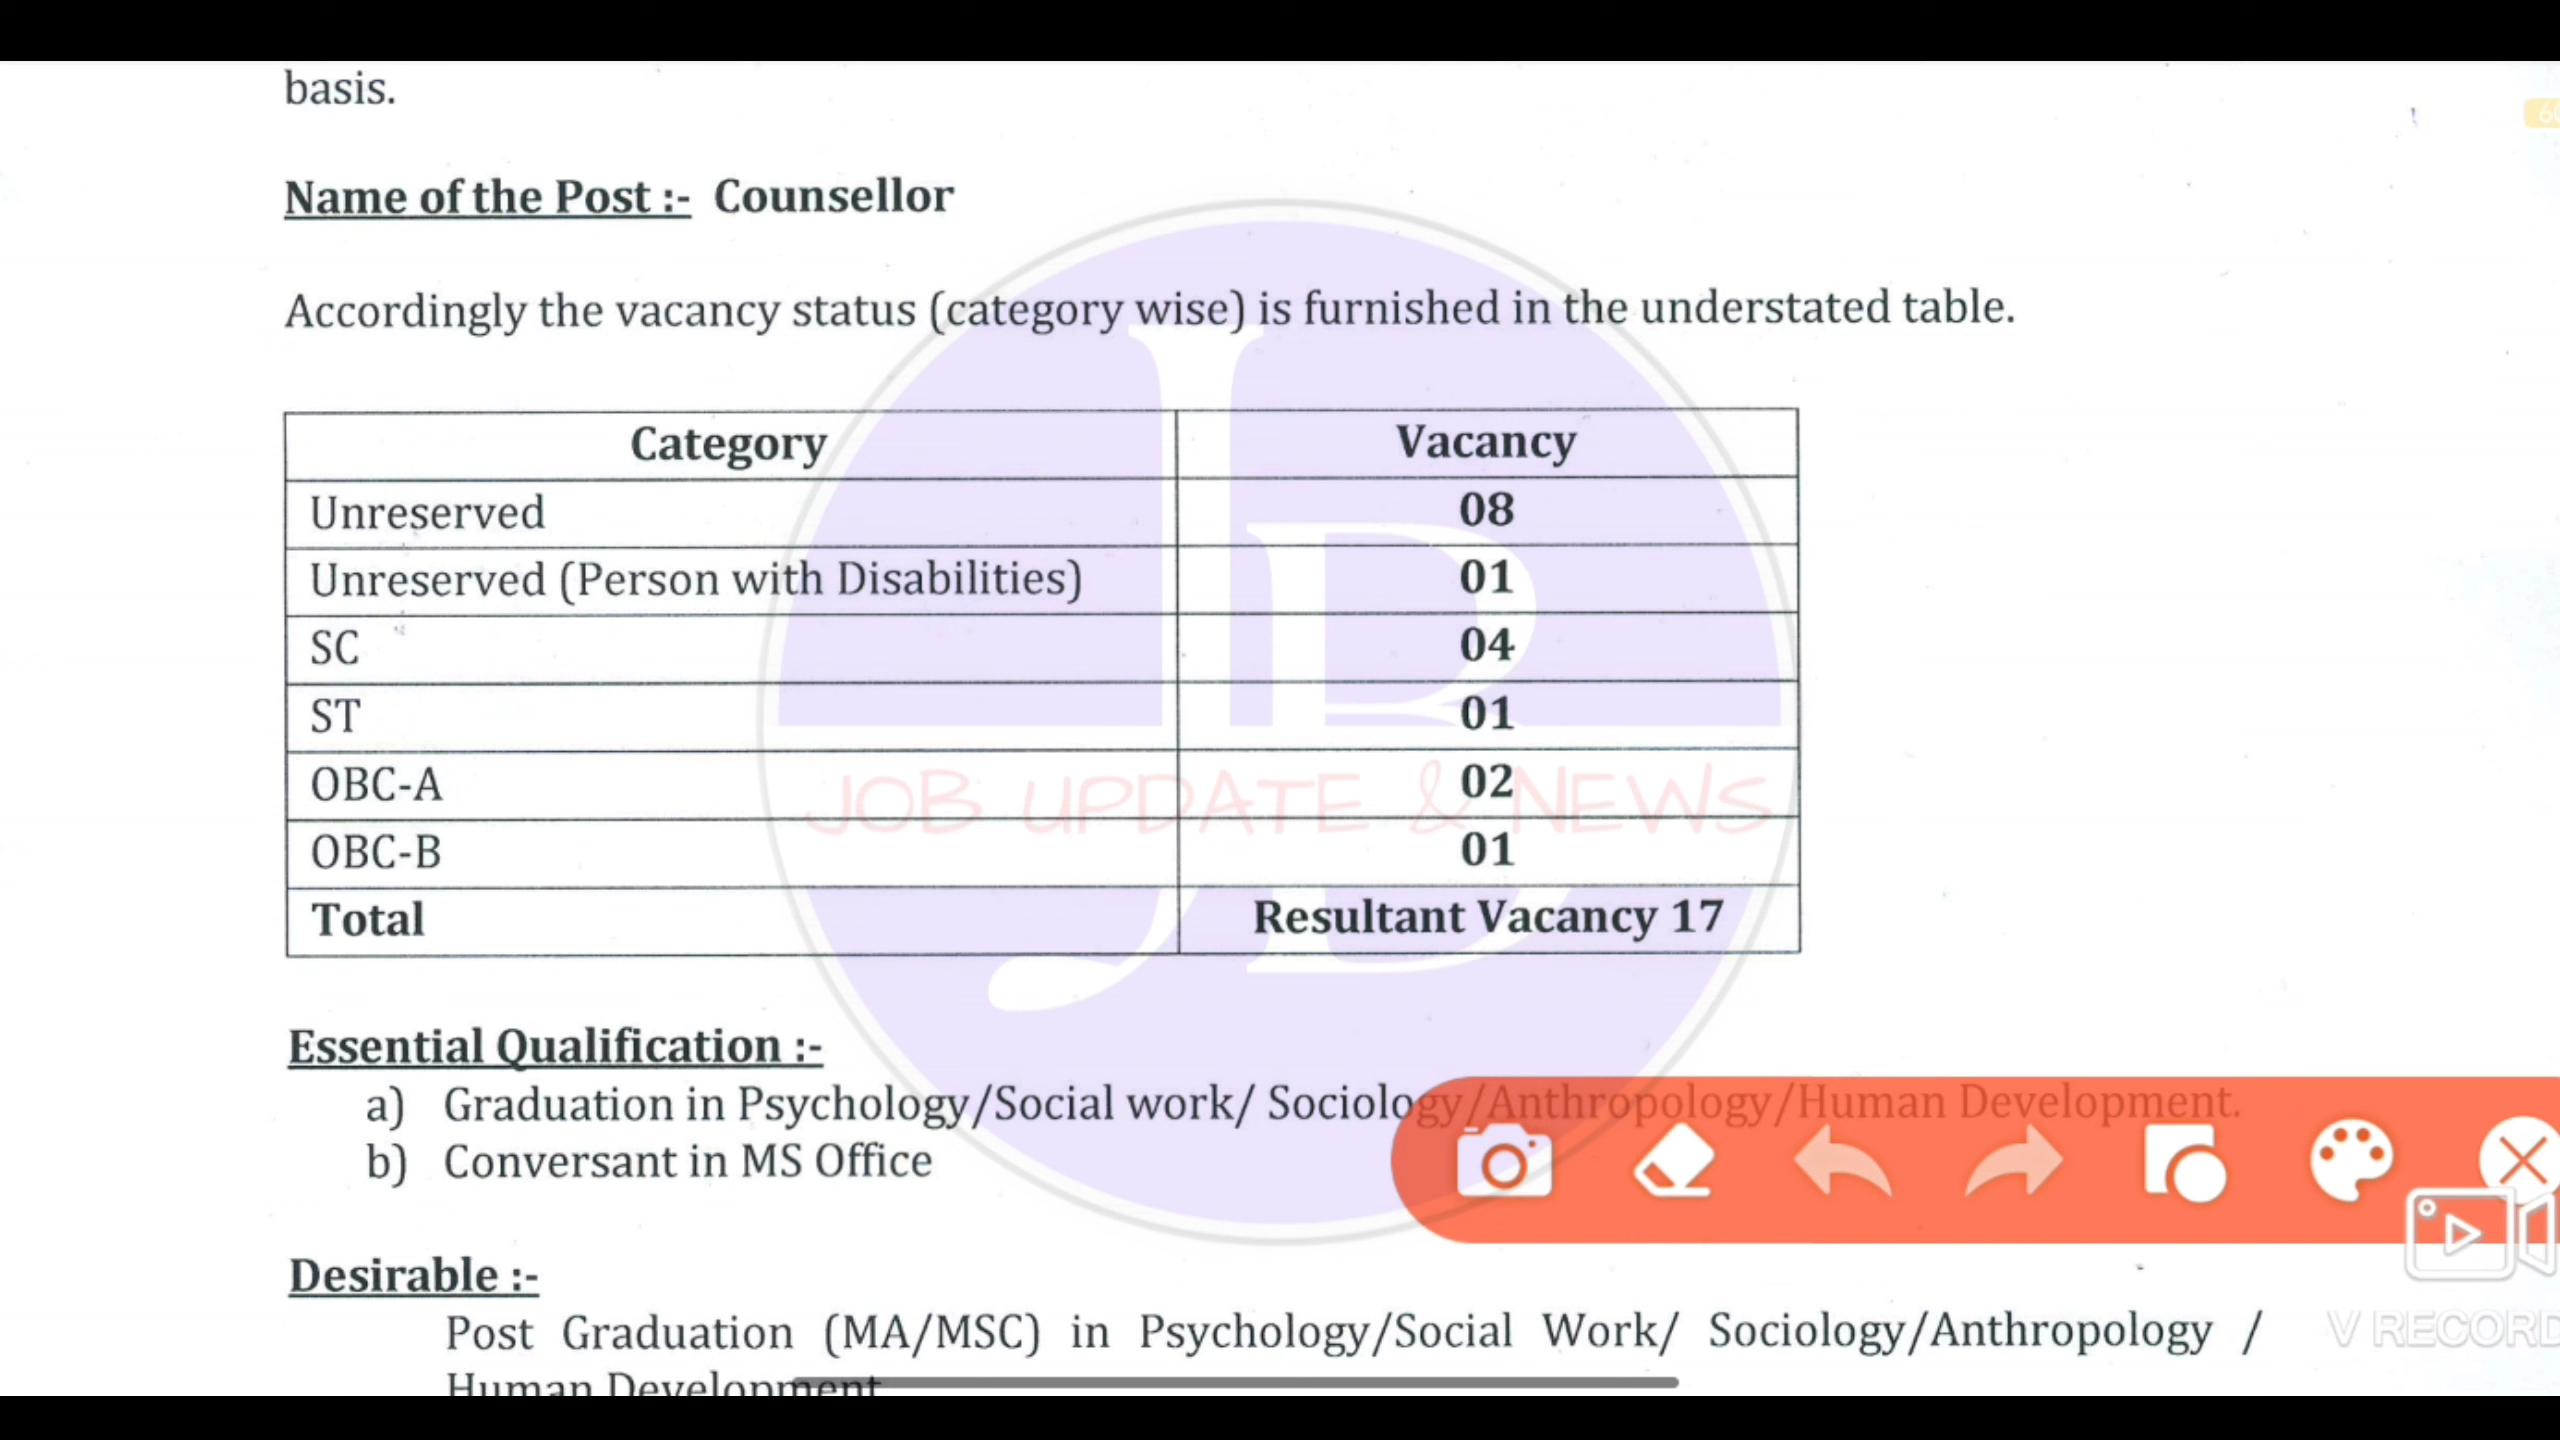 basis.
Name of the Post :- Counsellor
Accordingly the vacancy status (category wise) is furnished in the understated table.
Category Vacancy
Unreserved 08
Unreserved (Person with Disabilities) 01
SC 04
ST 01
OBC-A 02
OBC-B 01
Total Resultant Vacancy 17
JOB UPDATE & NEWS
Essential Qualification :-
a) Graduation in Psychology/Social work/ Sociology/Anthropology/Human Development.
b) Conversant in MS Office
Desirable :-
Post Graduation (MA/MSC) in Psychology/Social Work/ Sociology/Anthropology /
Human Development
V RECORD